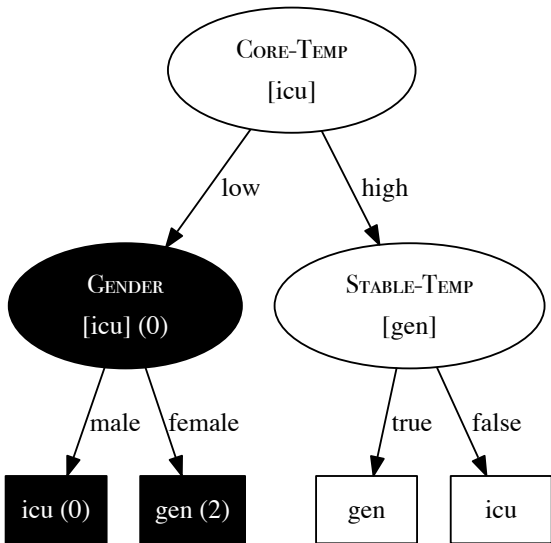 CORE-TEMP
[icu]
low
high
GENDER
[icu] (0)
STABLE-TEMP
[gen]
male
female
true
false
icu (0)
gen (2)
gen
icu